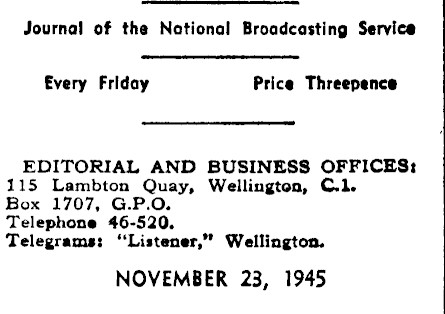 Journal of the National Broadcasting Service
Every Friday Price Threepence
EDITORIAL AND BUSINESS OFFICES:
115 Lambton Quay, Wellington, C.1.
Box 1707, G.P.O.
Telephone 46-520.
Telegrams: "Listener," Wellington.
NOVEMBER 23, 1945